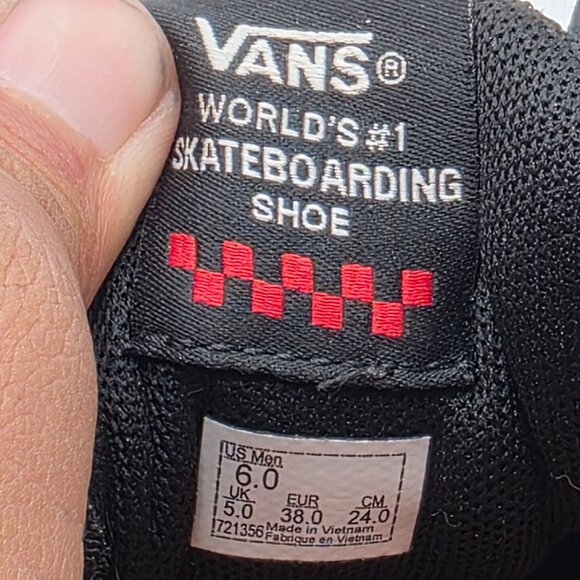 VANS®
WORLD'S #1
SKATEBOARDING
SHOE
US Men
6.0
UK EUR CM
5.0 38.0 24.0
721356 Made in Vietnam
Fabrique en Vietnam